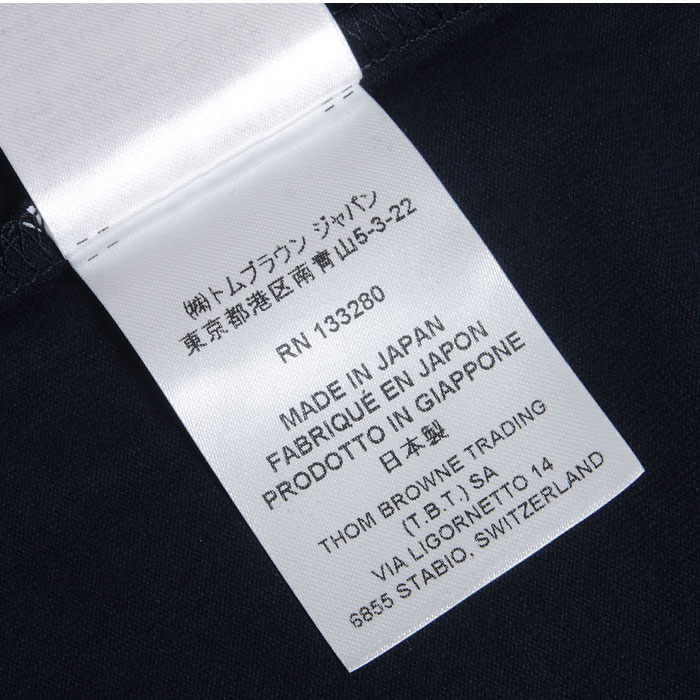 ㈱トムブラウン ジャパン
東京都港区南青山5-3-22
RN 133280
MADE IN JAPAN
FABRIQUÉ EN JAPON
PRODOTTO IN GIAPPONE
日本製
THOM BROWNE TRADING
(T.B.T.) SA
VIA LIGORNETTO 14
6855 STABIO, SWITZERLAND